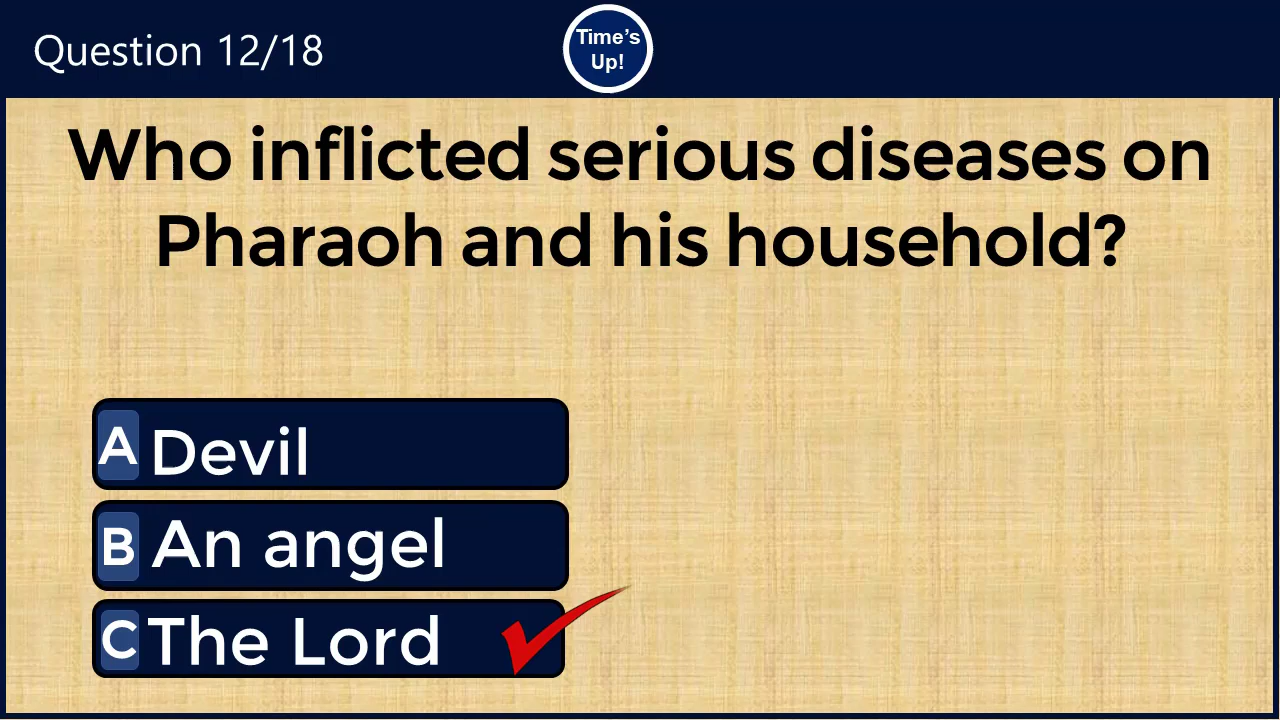 Question 12/18
Time's
Up!
Who inflicted serious diseases on
Pharaoh and his household?
A Devil
B An angel
C The Lord